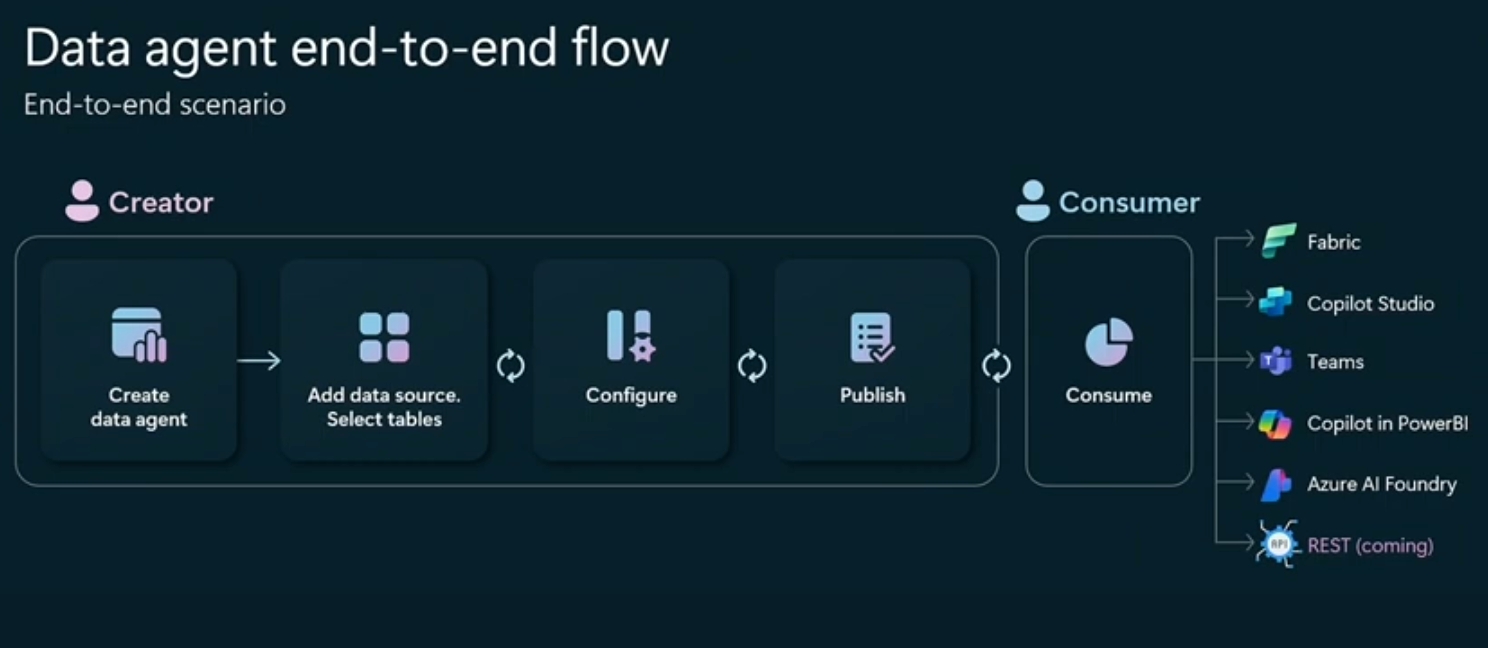 Data agent end-to-end flow
End-to-end scenario
Creator
Create
data agent
Add data source.
Select tables
Configure
Publish
Consumer
Consume
Fabric
Copilot Studio
T
Teams
Copilot in PowerBI
Azure AI Foundry
API
REST (coming)